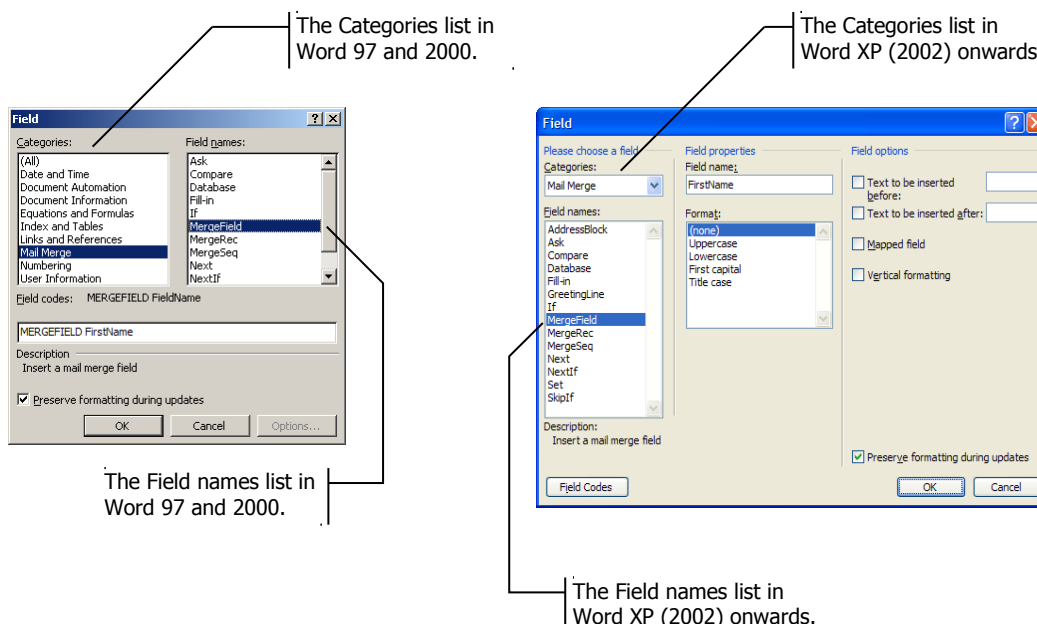 The Categories list in
Word 97 and 2000.
The Categories list in
Word XP (2002) onwards
Field
Categories:
(All)
Date and Time
Document Automation
Document Information
Equations and Formulas
Index and Tables
Links and References
Mail Merge
Numbering
User Information
Field names:
Ask
Compare
Database
Fill-in
If
MergeField
MergeRec
MergeSeq
Next
NextIf
Field codes: MERGEFIELD FieldName
MERGEFIELD FirstName
Description
Insert a mail merge field
Preserve formatting during updates
OK
Cancel
Options...
The Field names list in
Word 97 and 2000.
Field
Please choose a field
Categories:
Mail Merge
Field names:
AddressBlock
Ask
Compare
Database
Fill-in
GreetingLine
If
MergeField
MergeRec
MergeSeq
Next
NextIf
Set
SkipIf
Description:
Insert a mail merge field
Field Codes
Field properties
Field name:
FirstName
Format:
(none)
Uppercase
Lowercase
First capital
Title case
Field options
Text to be inserted
before:
Text to be inserted after:
Mapped field
Vertical formatting
Preserve formatting during updates
OK
Cancel
The Field names list in
Word XP (2002) onwards.